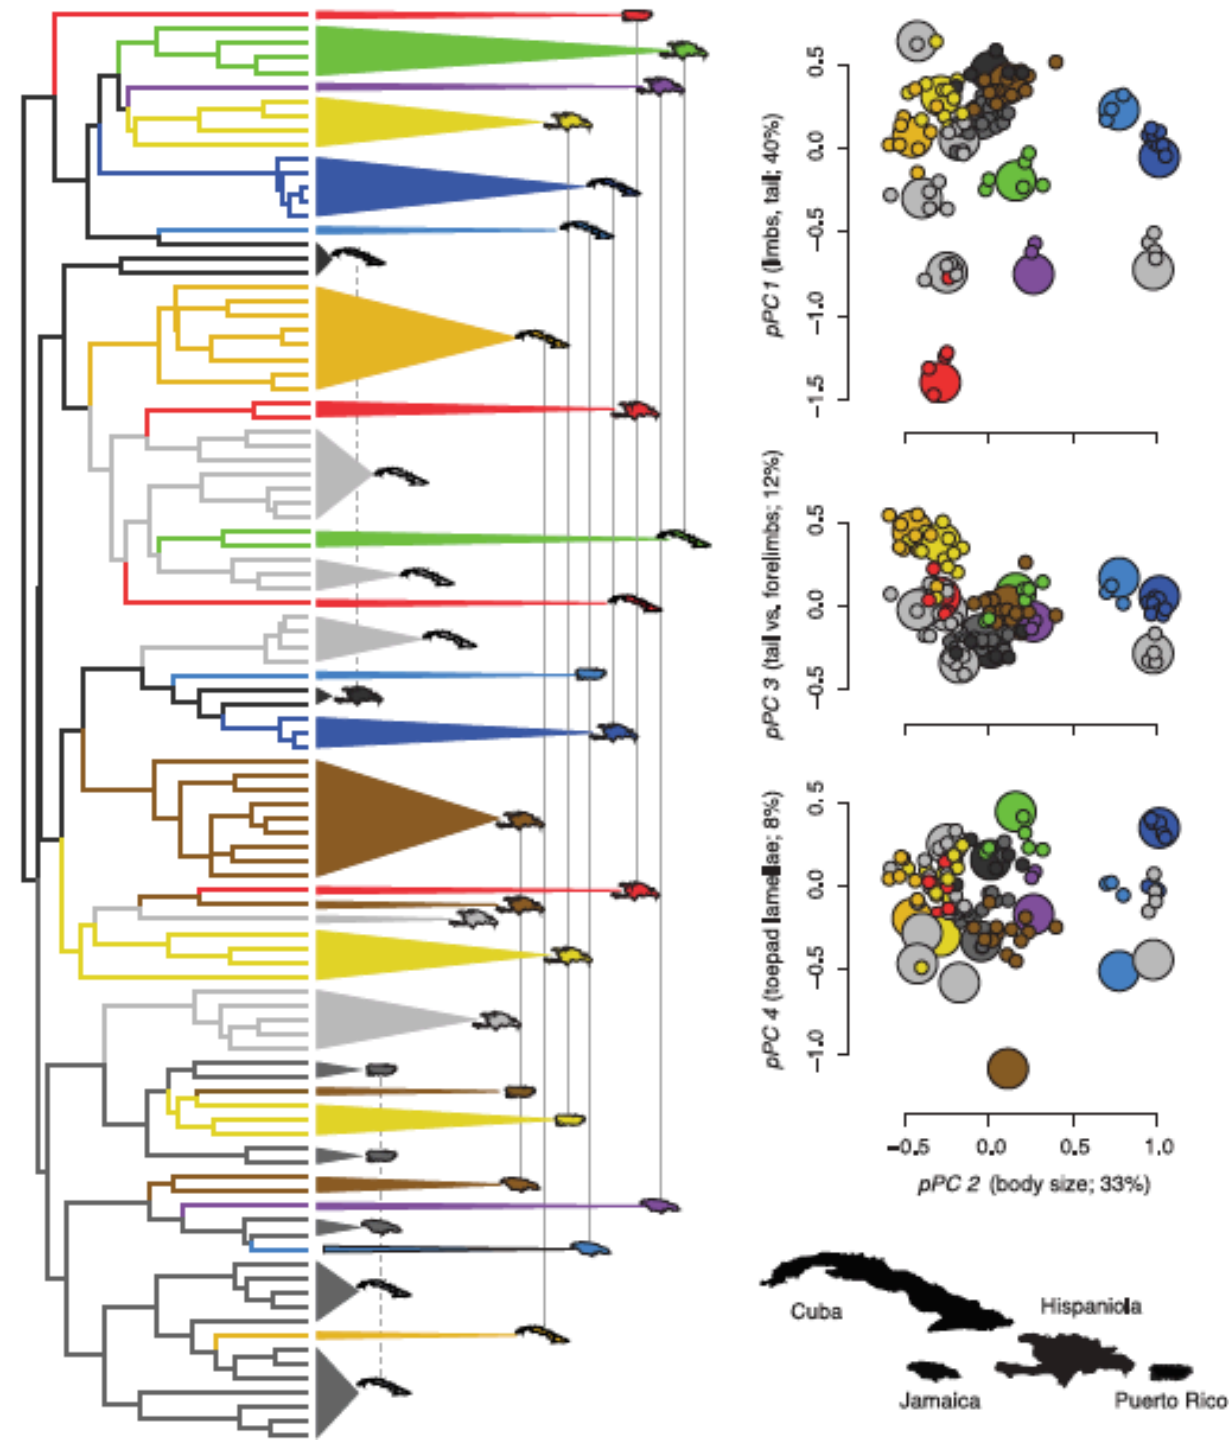 pPC1 (limbs, tail; 40%)
0.5
0.0
−0.5
−1.0
−1.5
pPC 3 (tail vs. forelimbs; 12%)
0.5
0.0
−0.5
pPC 4 (toepad lamellae; 8%)
0.5
0.0
−0.5
−1.0
−0.5 0.0 0.5 1.0
pPC 2 (body size; 33%)
Cuba
Hispaniola
Jamaica
Puerto Rico